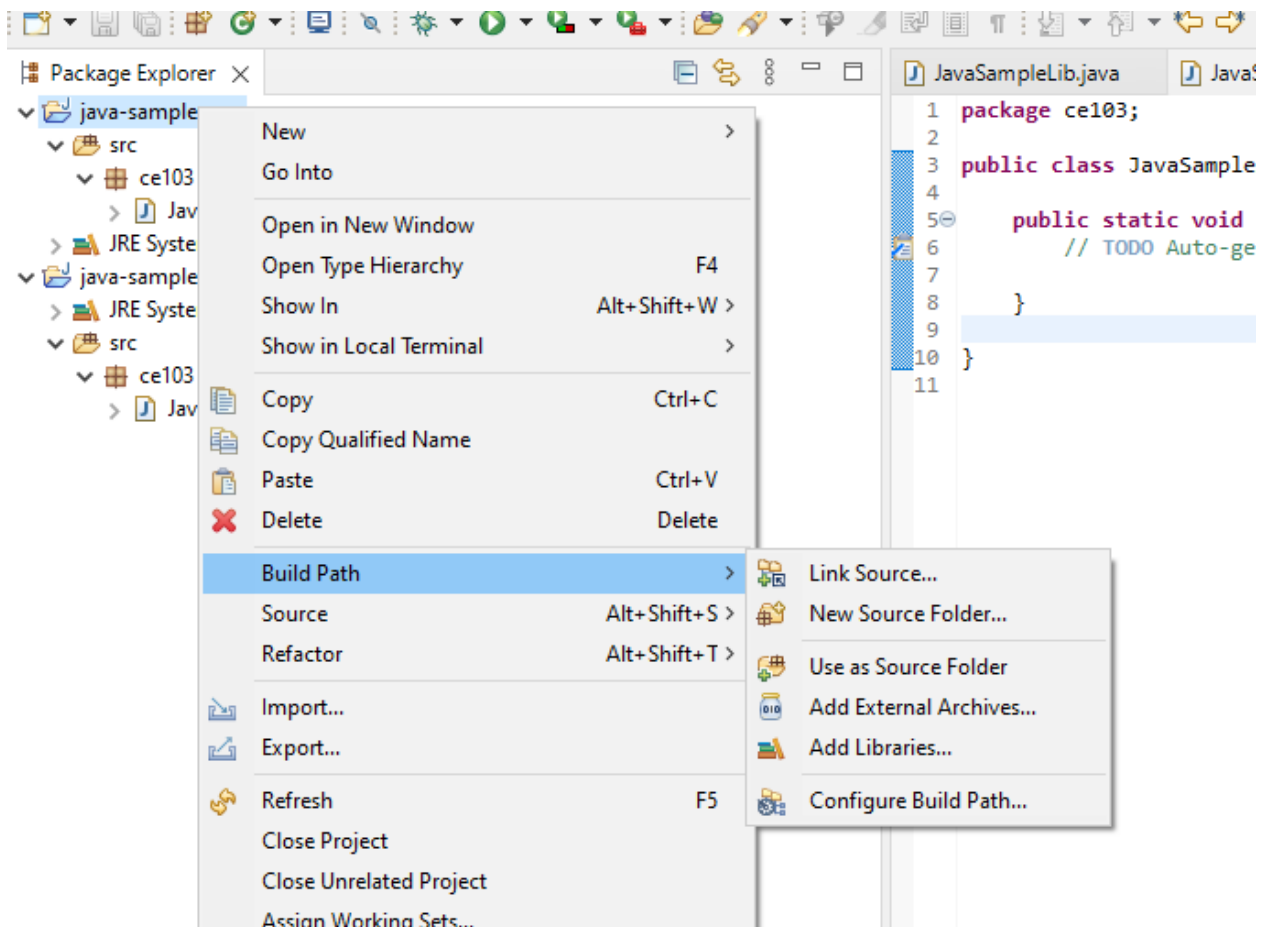 Package Explorer
java-sample
src
ce103
Jav
JRE Syste
java-sample
JRE Syste
src
ce103
Jav
New
Go Into
Open in New Window
Open Type Hierarchy F4
Show In Alt+Shift+W >
Show in Local Terminal
Copy Ctrl+C
Copy Qualified Name
Paste Ctrl+V
Delete Delete
Build Path
Source Alt+Shift+S >
Refactor Alt+Shift+T >
Import...
Export...
Refresh F5
Close Project
Close Unrelated Project
Assign Working Sets...
Link Source...
New Source Folder...
Use as Source Folder
Add External Archives...
Add Libraries...
Configure Build Path...
JavaSampleLib.java JavaS
1 package ce103;
2
3 public class JavaSample
4
5 public static void
6 // TODO Auto-ge
7
8 }
9
10 }
11